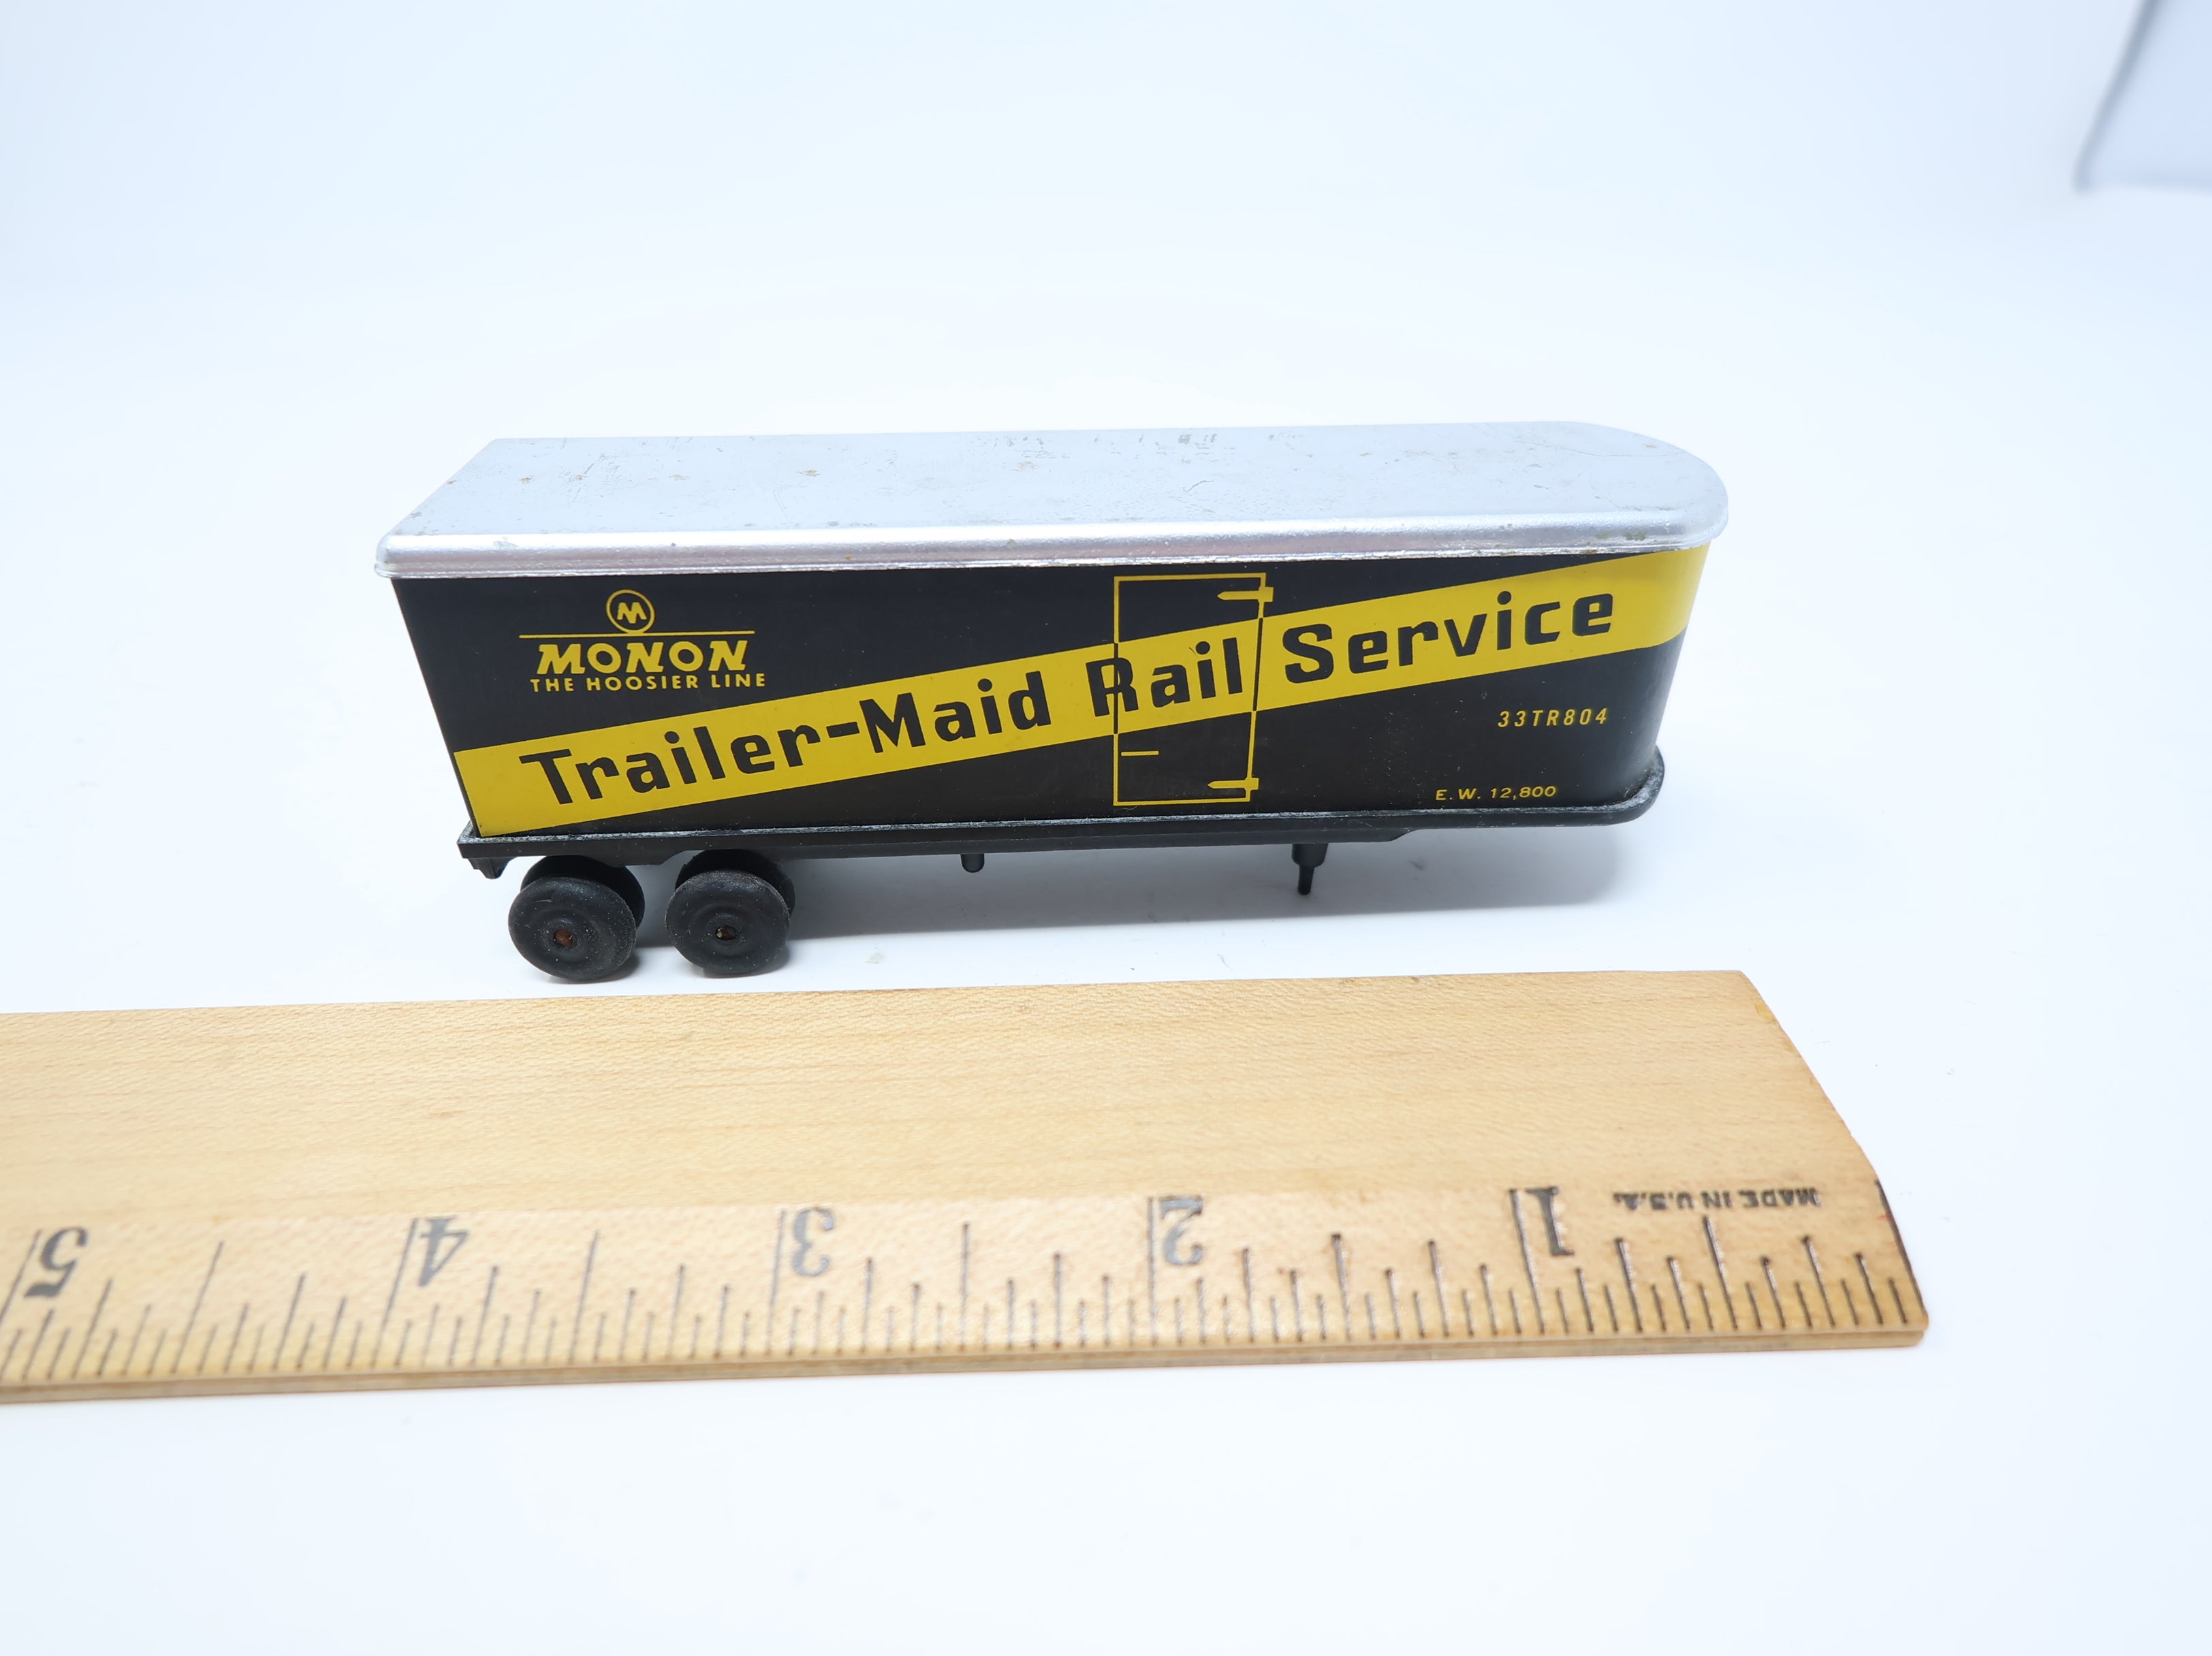 M
MONON
THE HOOSIER LINE
Trailer-Maid Rail Service
33TR804
E.W. 12,800
5 4 3 2 1
MADE IN U.S.A.